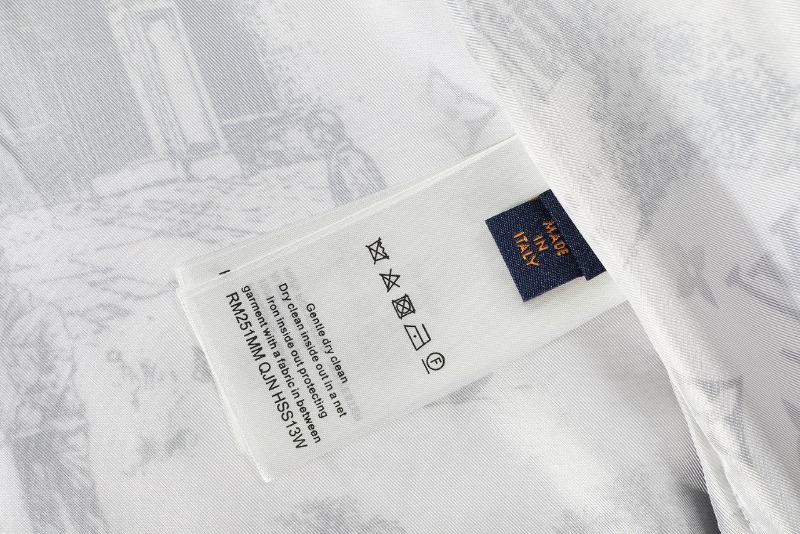 MADE
IN
ITALY
F
Gentle dry clean
Dry clean inside out in a net
Iron inside out protecting
garment with a fabric in between
RM251MM QJN HSS13W